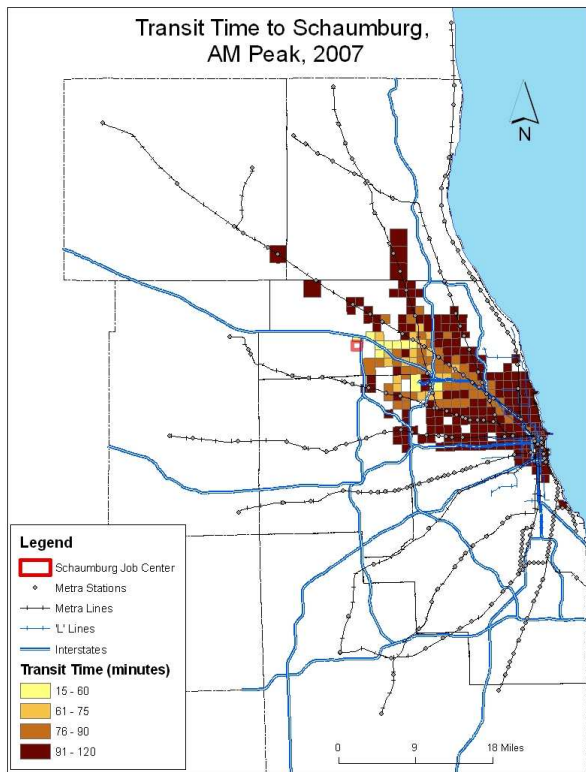 Transit Time to Schaumburg,
AM Peak, 2007
N
Legend
Schaumburg Job Center
Metra Stations
Metra Lines
'L' Lines
Interstates
Transit Time (minutes)
15 - 60
61 - 75
76 - 90
91 - 120
0 9 18 Miles